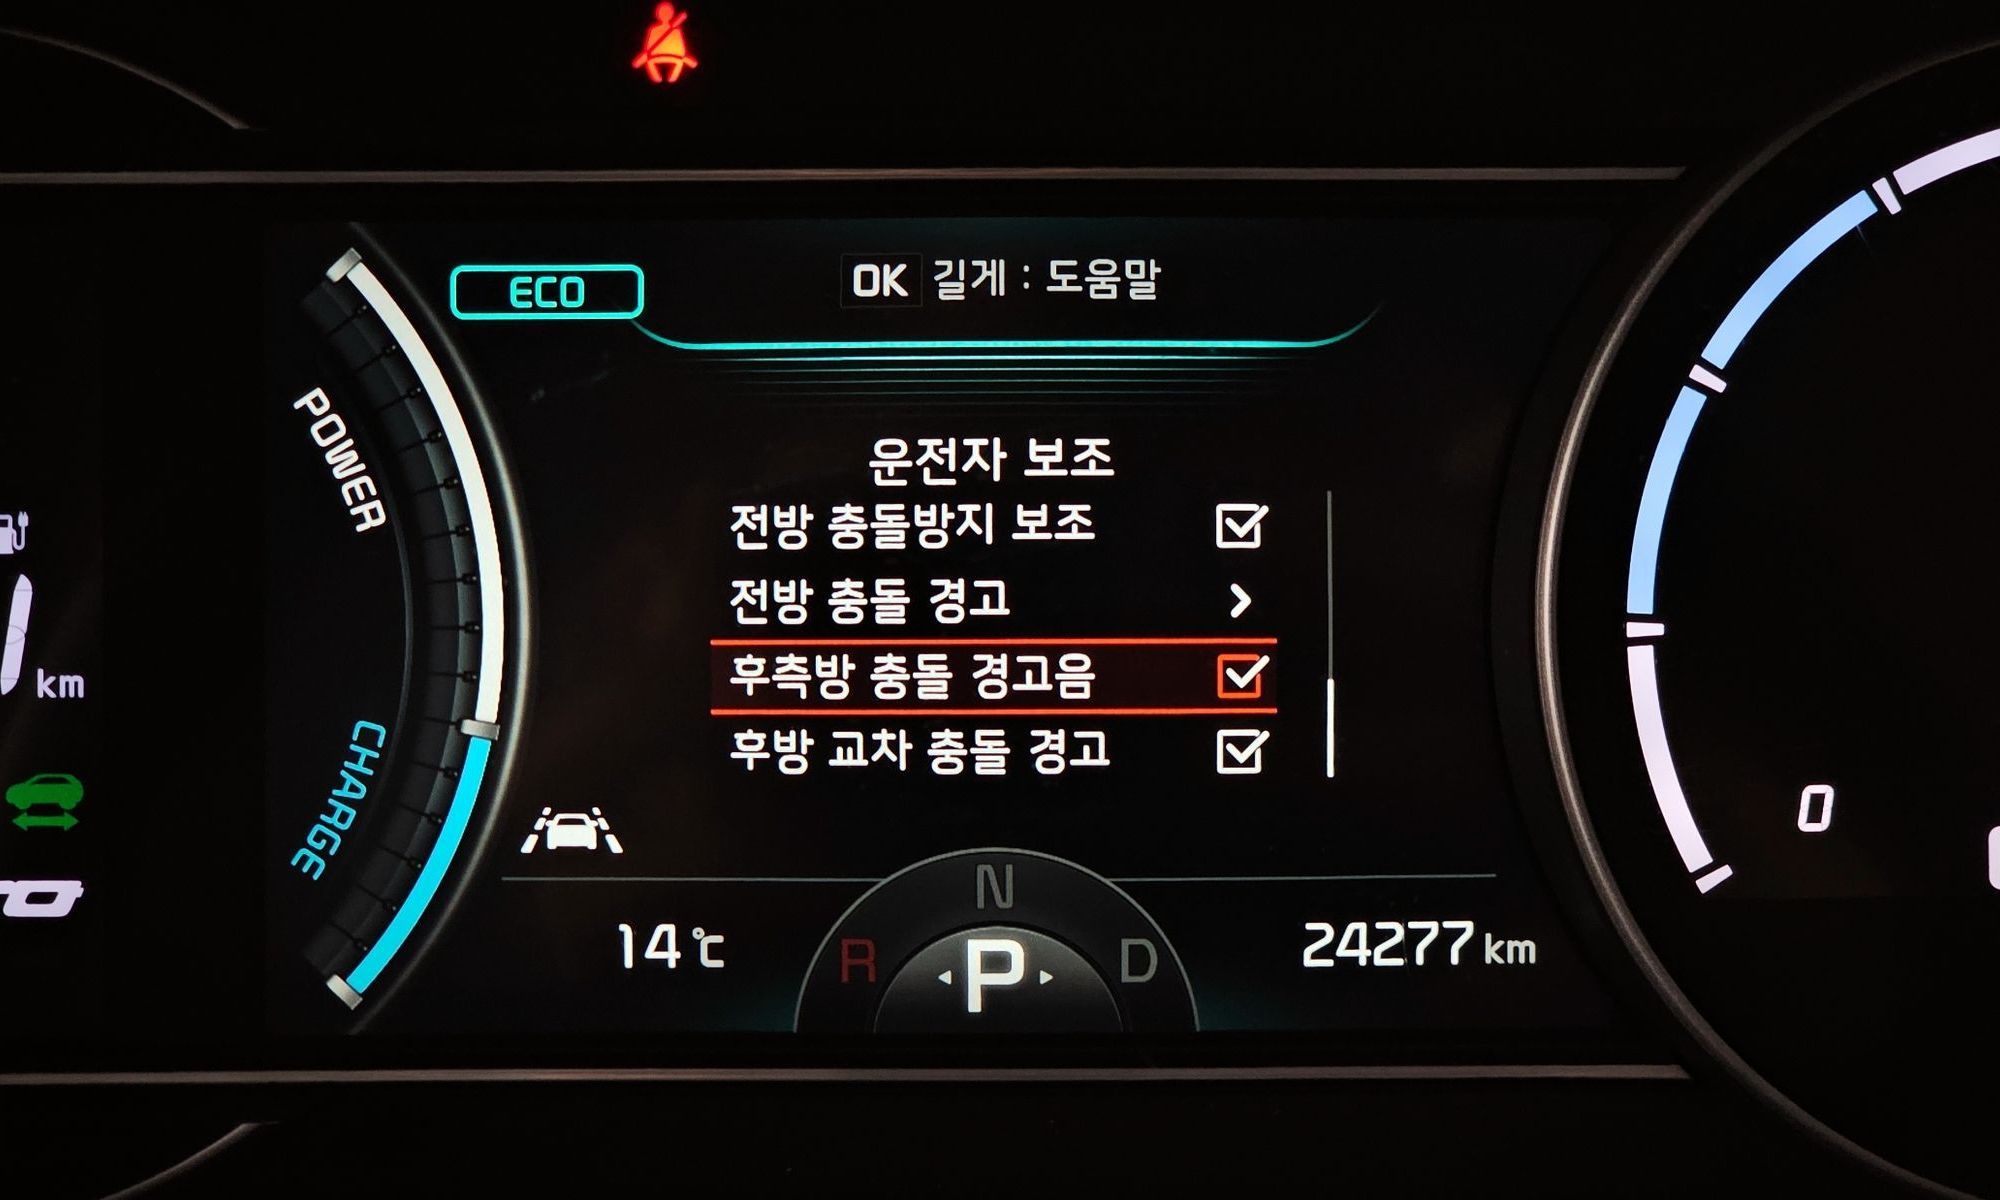 ECO
OK 길게 : 도움말
운전자 보조
전방 충돌방지 보조
전방 충돌 경고
후측방 충돌 경고음
후방 교차 충돌 경고
POWER
CHARGE
km
N
R P D
14℃
24277 km
0